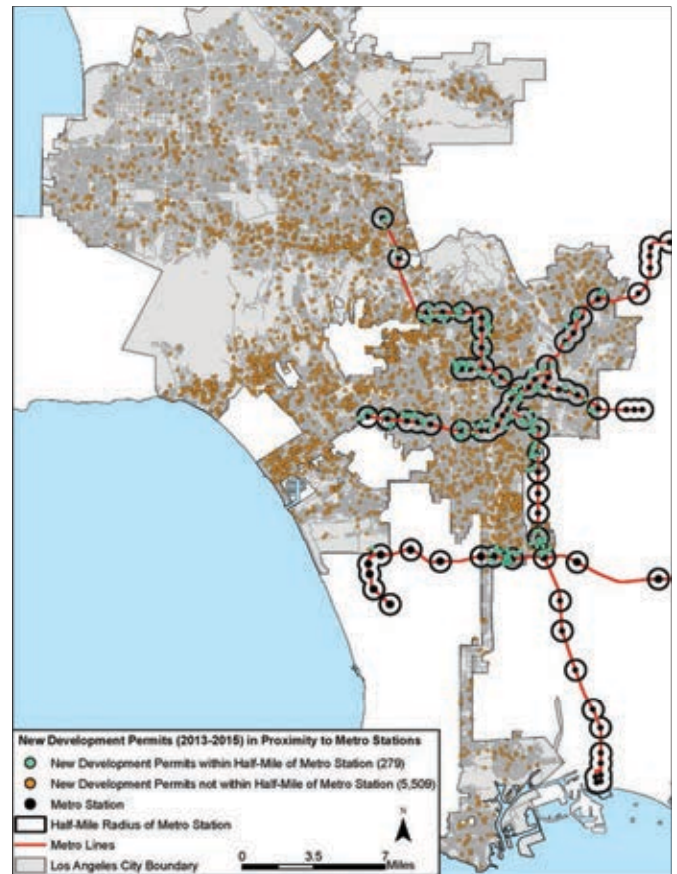 New Development Permits (2013-2015) in Proximity to Metro Stations
New Development Permits within Half-Mile of Metro Station (279)
New Development Permits not within Half-Mile of Metro Station (5,509)
Metro Station
Half-Mile Radius of Metro Station
Metro Lines
Los Angeles City Boundary
N
0 3.5 7
Miles